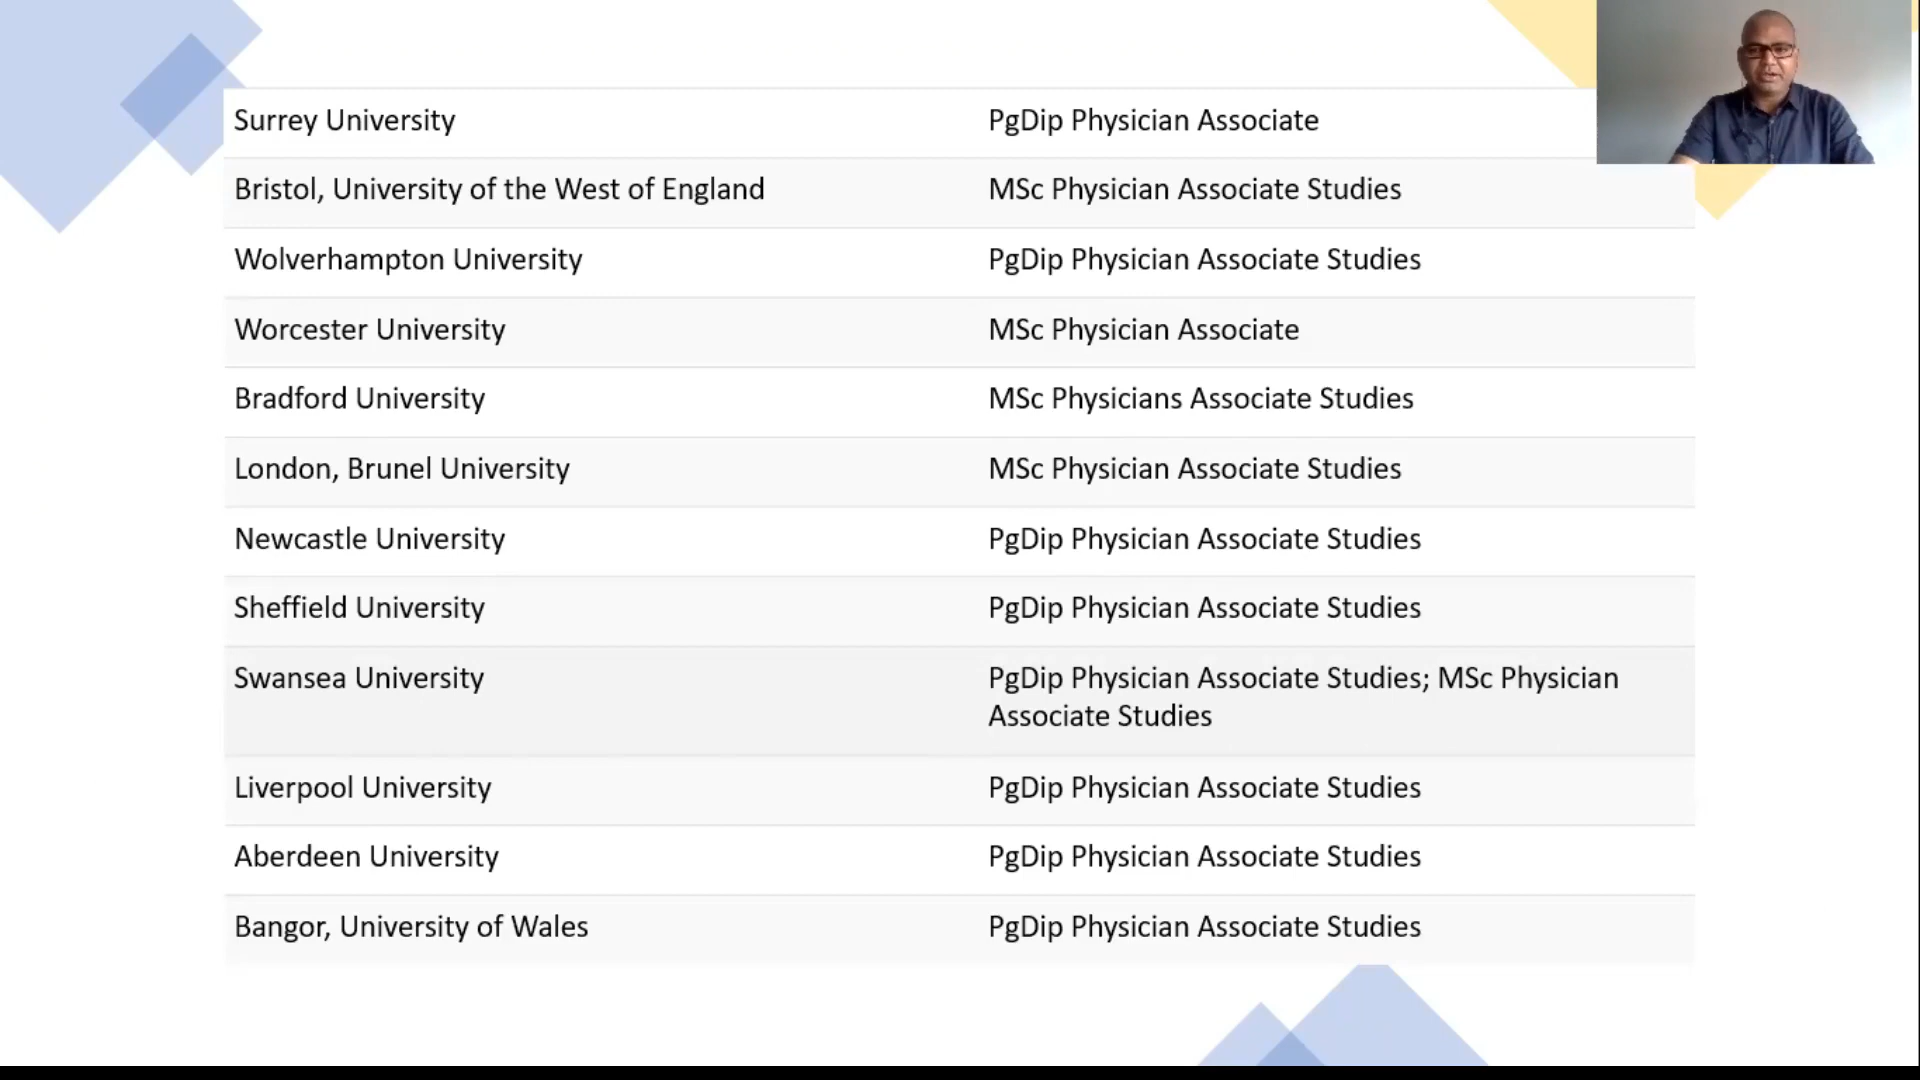 Surrey University PgDip Physician Associate
Bristol, University of the West of England MSc Physician Associate Studies
Wolverhampton University PgDip Physician Associate Studies
Worcester University MSc Physician Associate
Bradford University MSc Physicians Associate Studies
London, Brunel University MSc Physician Associate Studies
Newcastle University PgDip Physician Associate Studies
Sheffield University PgDip Physician Associate Studies
Swansea University PgDip Physician Associate Studies; MSc Physician
Associate Studies
Liverpool University PgDip Physician Associate Studies
Aberdeen University PgDip Physician Associate Studies
Bangor, University of Wales PgDip Physician Associate Studies